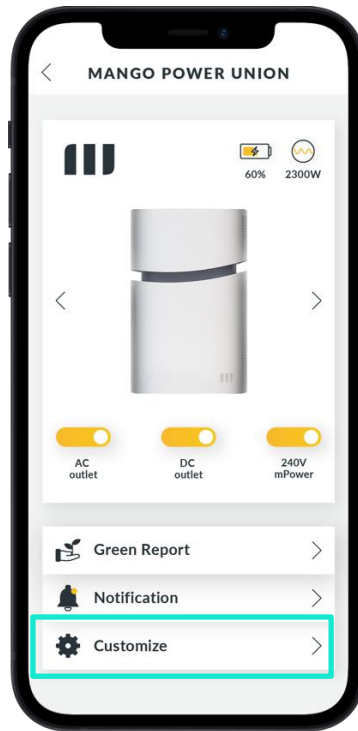 MANGO POWER UNION
60%
2300W
AC
outlet
DC
outlet
240V
mPower
Green Report
Notification
Customize